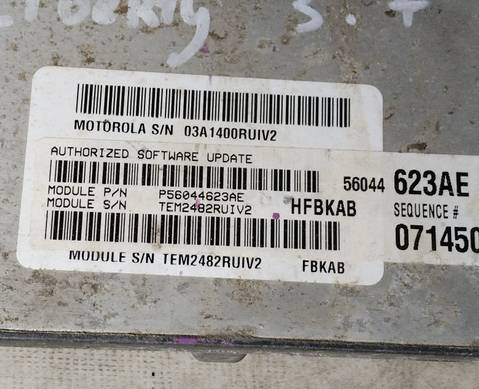 S. T
MOTOROLA S/N 03A1400RUIV2
AUTHORIZED SOFTWARE UPDATE
MODULE P/N P56044623AE HFBKAB 56044 623AE
MODULE S/N TEM2482RUIV2 SEQUENCE #
071450
MODULE S/N TEM2482RUIV2 FBKAB